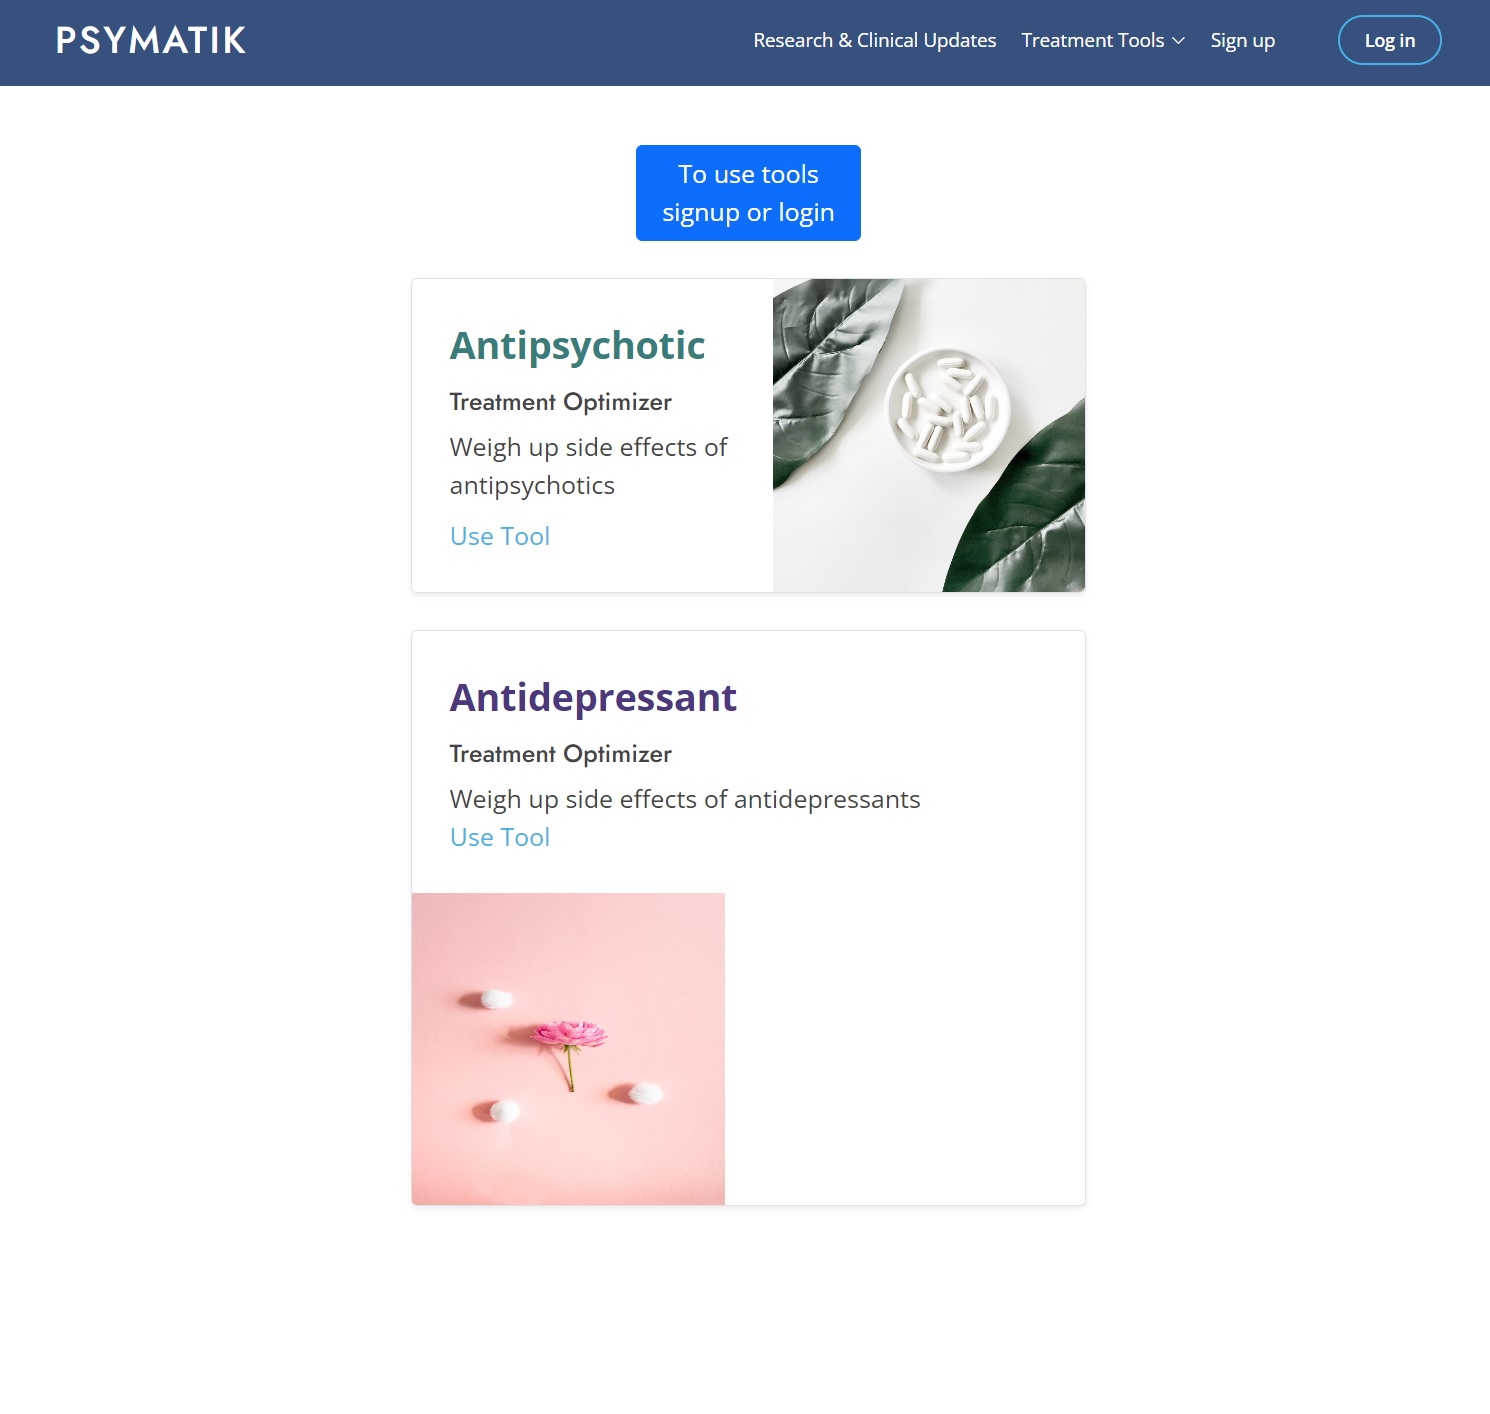 PSYMATIK
Research & Clinical Updates
Treatment Tools
Sign up
Log in
To use tools
signup or login
Antipsychotic
Treatment Optimizer
Weigh up side effects of
antipsychotics
Use Tool
Antidepressant
Treatment Optimizer
Weigh up side effects of antidepressants
Use Tool